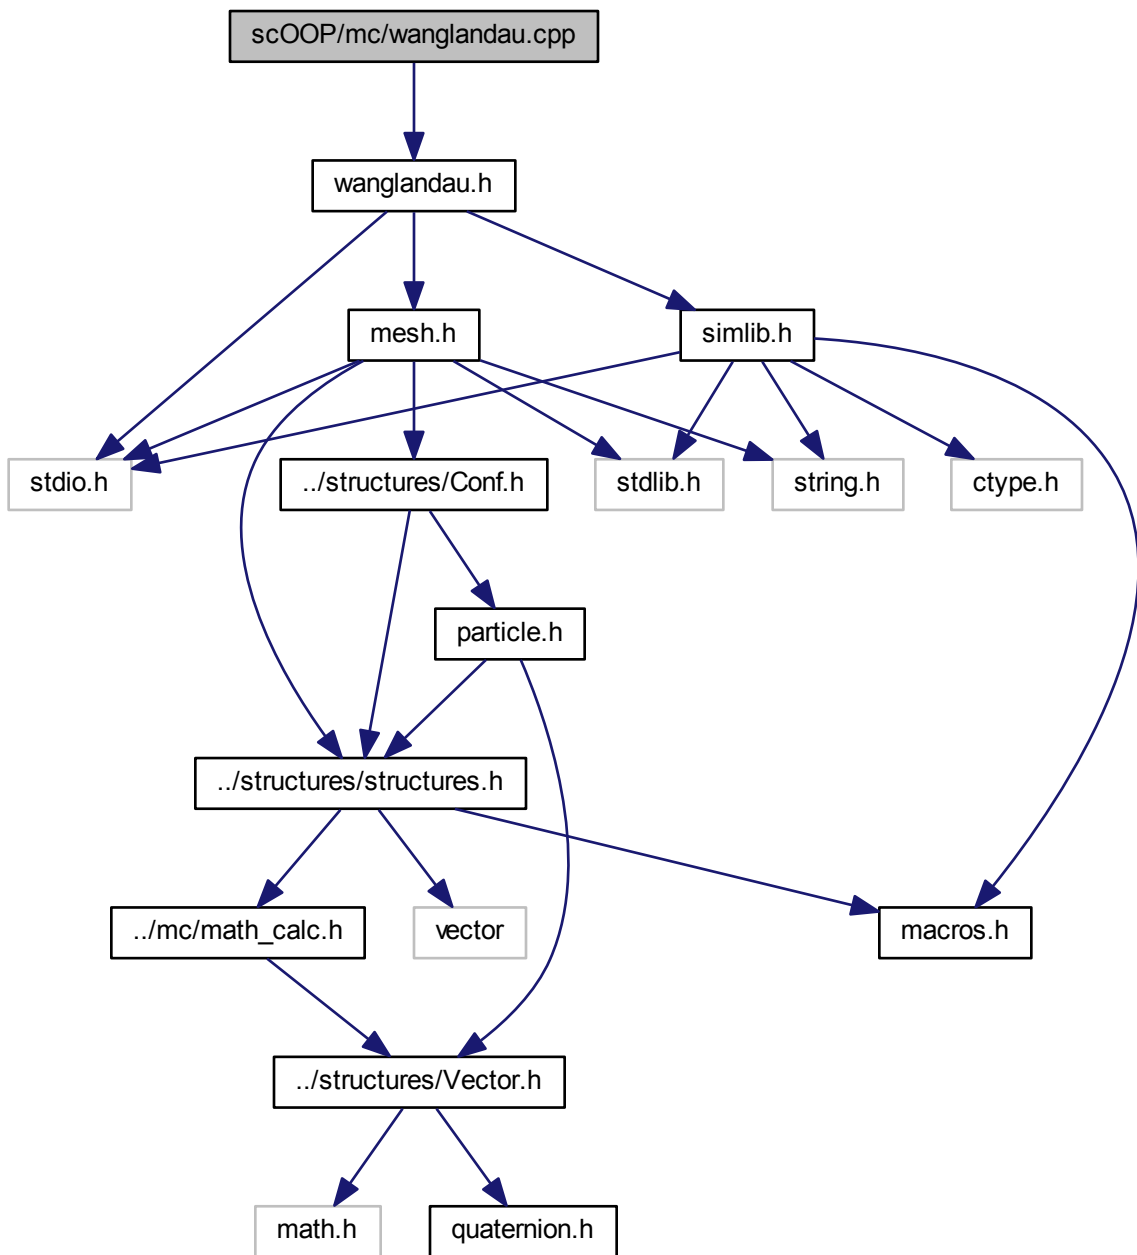 scOOP/mc/wanglandau.cpp
wanglandau.h
mesh.h
simlib.h
stdio.h
../structures/Conf.h
stdlib.h
string.h
ctype.h
particle.h
../structures/structures.h
../mc/math_calc.h
vector
macros.h
../structures/Vector.h
math.h
quaternion.h